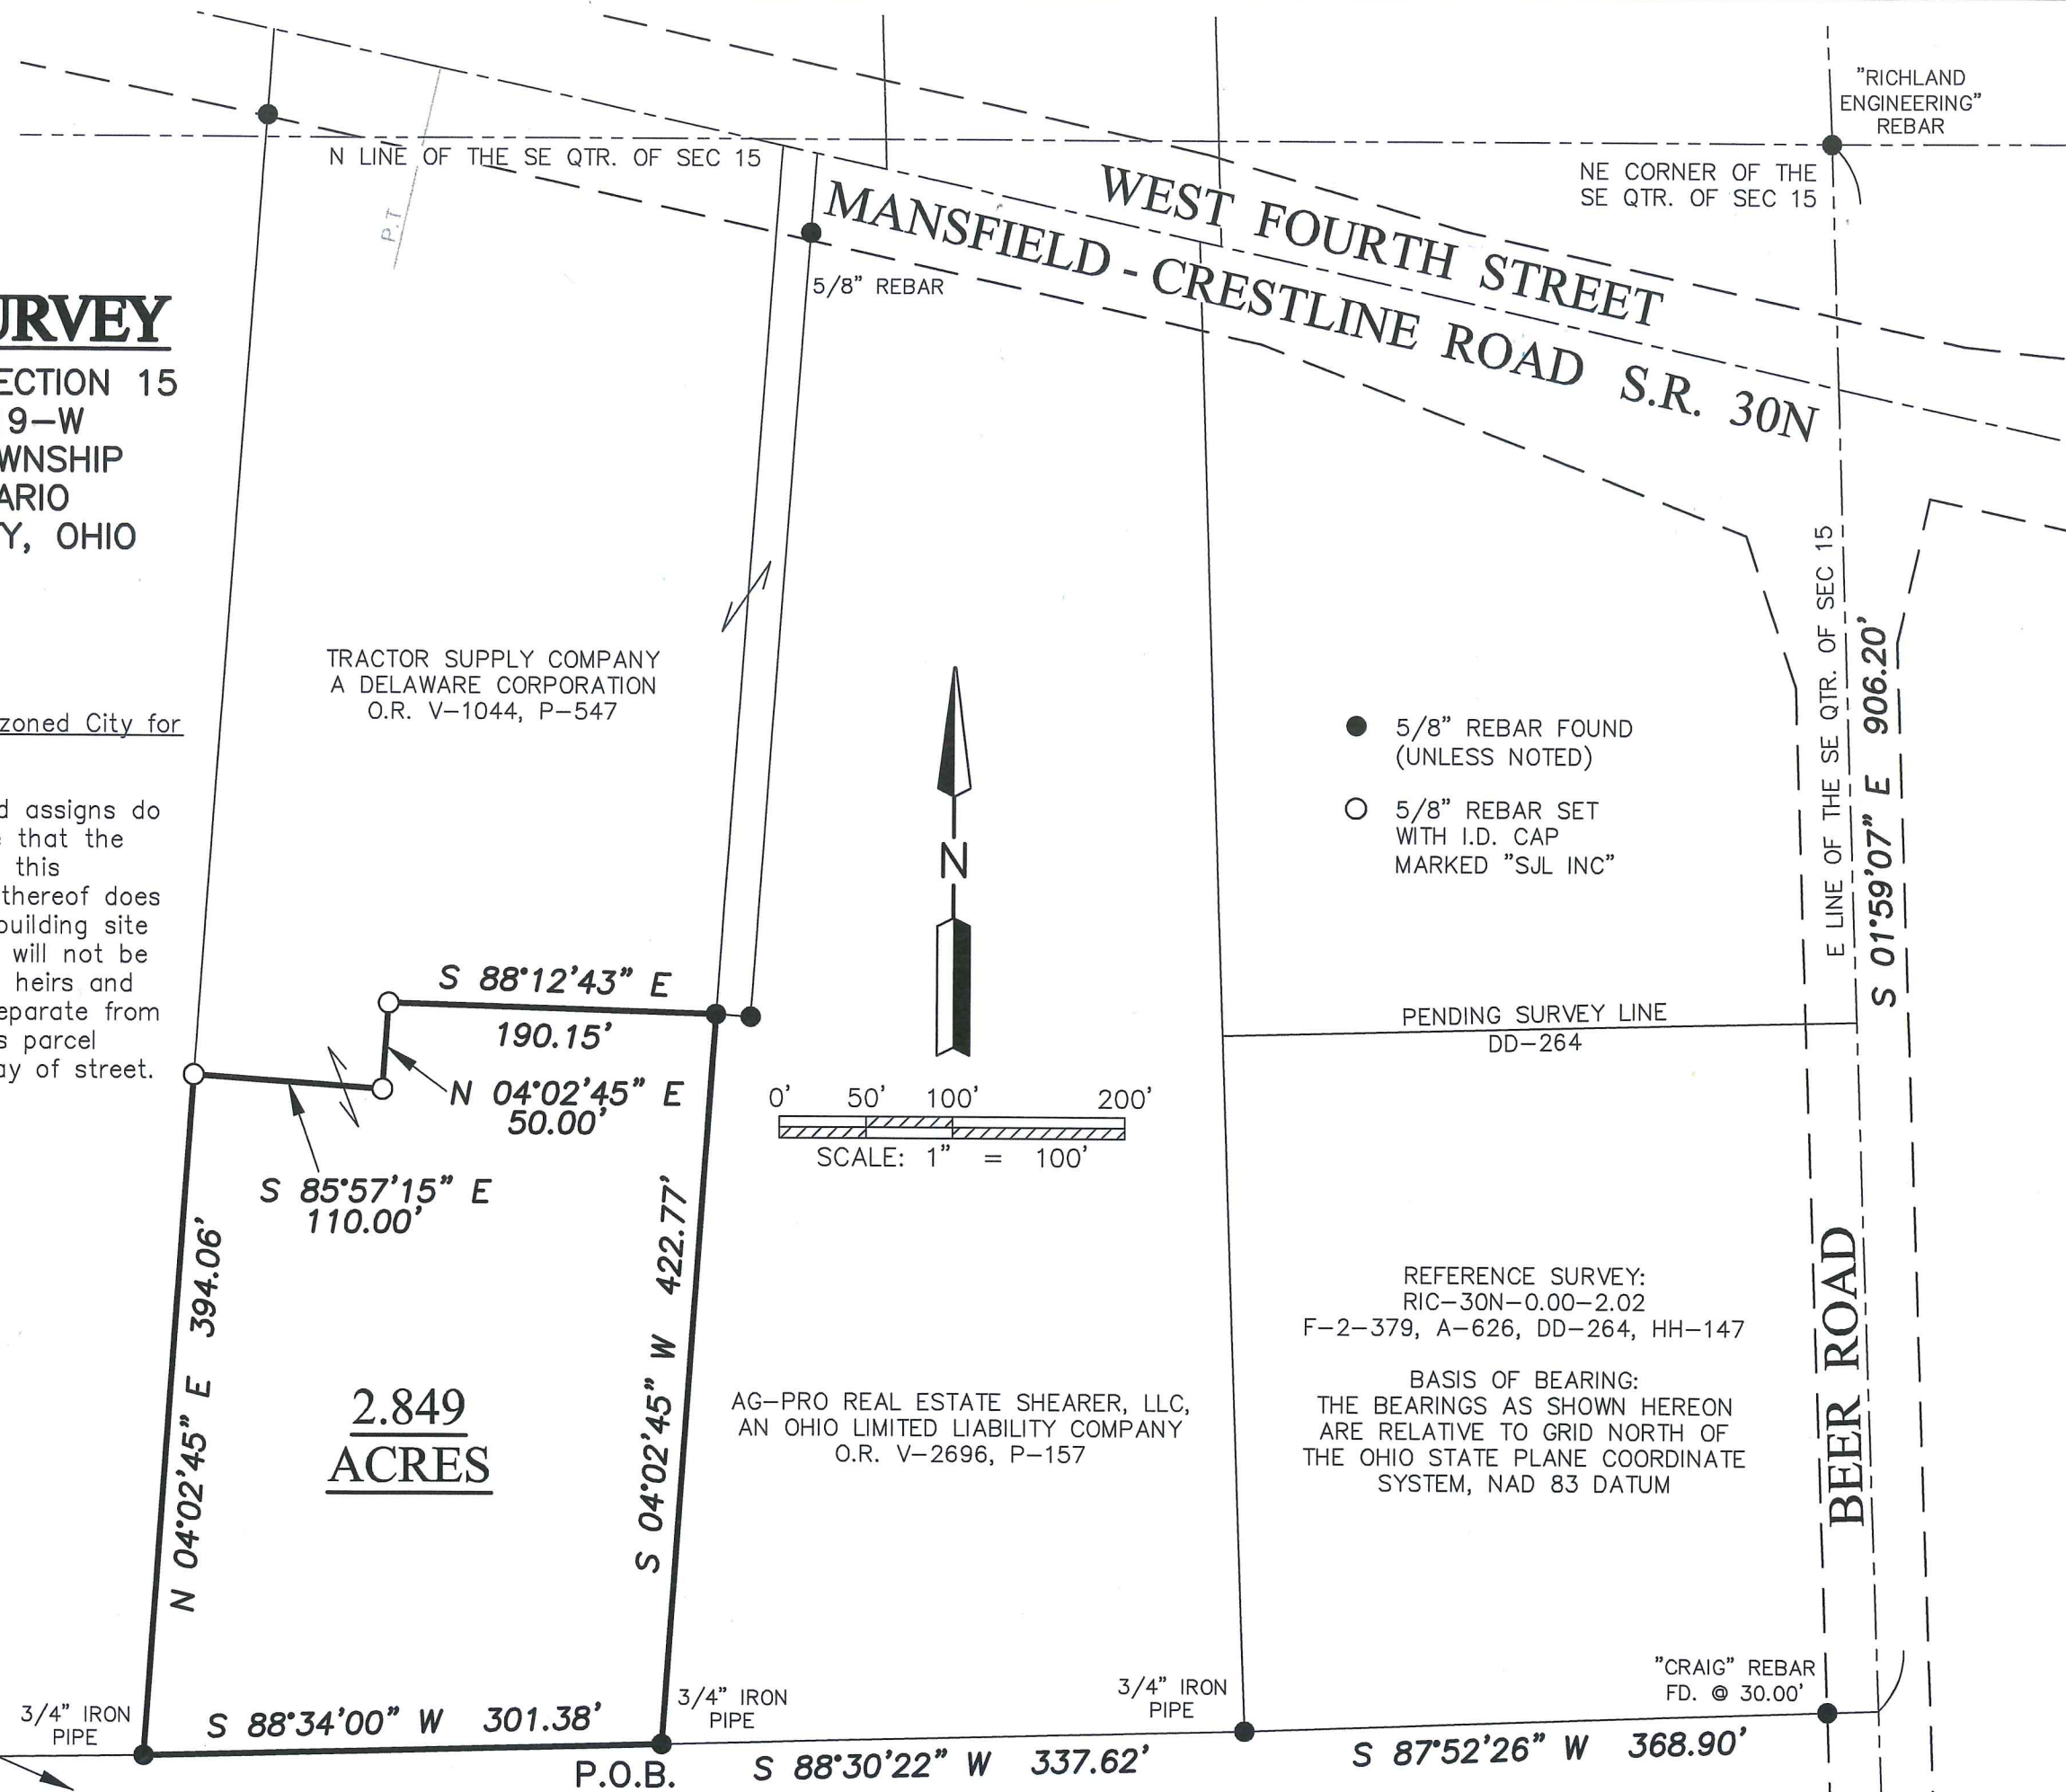 "RICHLAND
ENGINEERING"
REBAR
N LINE OF THE SE QTR. OF SEC 15
NE CORNER OF THE
SE QTR. OF SEC 15
P.T
WEST FOURTH STREET
MANSFIELD - CRESTLINE ROAD S.R. 30N
5/8" REBAR
URVEY
ECTION 15
9-W
WNSHIP
ARIO
Y, OHIO
zoned City for
d assigns do
that the
this
thereof does
building site
will not be
heirs and
eparate from
s parcel
ay of street.
TRACTOR SUPPLY COMPANY
A DELAWARE CORPORATION
O.R. V-1044, P-547
5/8" REBAR FOUND
(UNLESS NOTED)
5/8" REBAR SET
WITH I.D. CAP
MARKED "SJL INC"
E LINE OF THE SE QTR. OF SEC 15
S 01°59'07" E 906.20'
N
S 88°12'43" E
190.15'
N 04°02'45" E
50.00'
S 85°57'15" E
110.00'
0' 50' 100' 200'
SCALE: 1" = 100'
PENDING SURVEY LINE
DD-264
N 04°02'45" E 394.06'
S 04°02'45" W 422.77'
2.849
ACRES
AG-PRO REAL ESTATE SHEARER, LLC,
AN OHIO LIMITED LIABILITY COMPANY
O.R. V-2696, P-157
REFERENCE SURVEY:
RIC-30N-0.00-2.02
F-2-379, A-626, DD-264, HH-147
BASIS OF BEARING:
THE BEARINGS AS SHOWN HEREON
ARE RELATIVE TO GRID NORTH OF
THE OHIO STATE PLANE COORDINATE
SYSTEM, NAD 83 DATUM
BEER ROAD
3/4" IRON
PIPE
S 88°34'00" W 301.38'
3/4" IRON
PIPE
P.O.B.
S 88°30'22" W 337.62'
3/4" IRON
PIPE
"CRAIG" REBAR
FD. @ 30.00'
S 87°52'26" W 368.90'